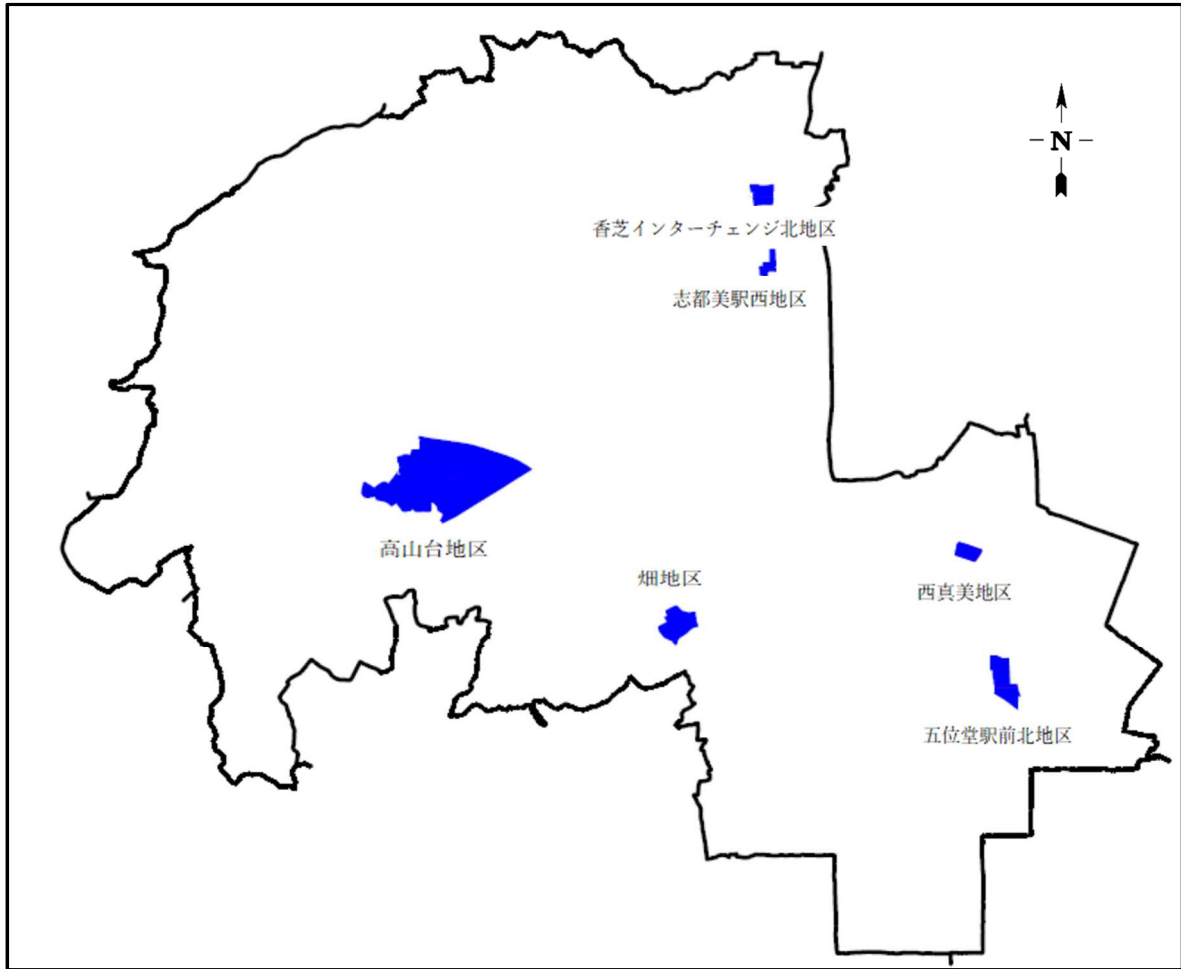 N
香芝インターチェンジ北地区
志都美駅西地区
高山台地区
畑地区
西真美地区
五位堂駅前北地区